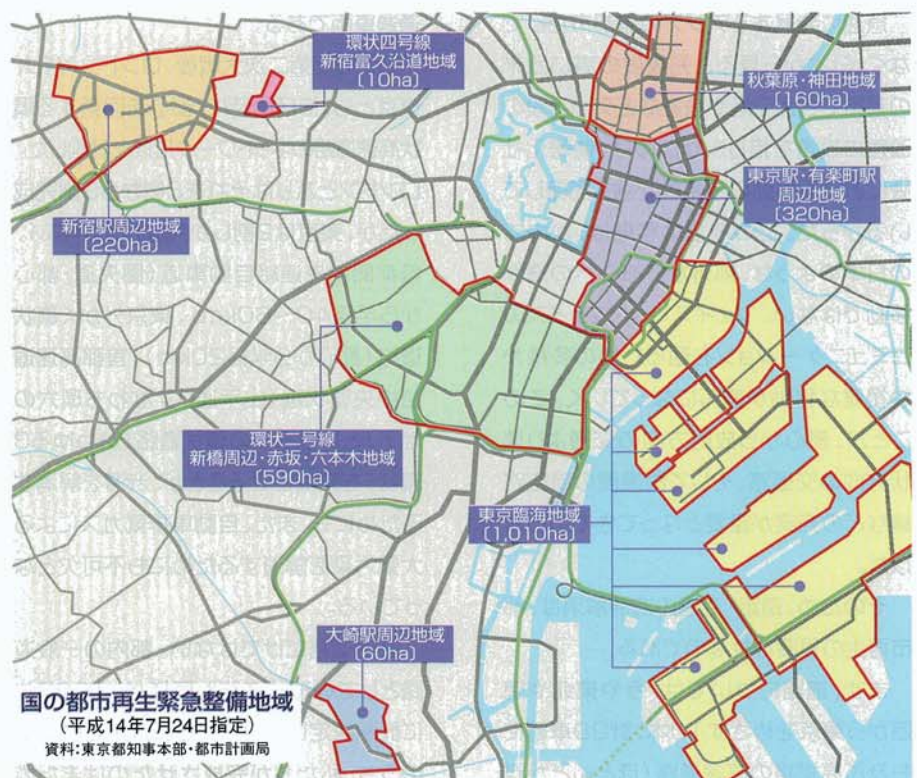 環状四号線
新宿富久沿道地域
〔10ha〕
秋葉原・神田地域
〔160ha〕
東京駅・有楽町駅
周辺地域
〔320ha〕
新宿駅周辺地域
〔220ha〕
環状二号線
新橋周辺・赤坂・六本木地域
〔590ha〕
東京臨海地域
〔1,010ha〕
大崎駅周辺地域
〔60ha〕
国の都市再生緊急整備地域
(平成14年7月24日指定)
資料:東京都知事本部・都市計画局